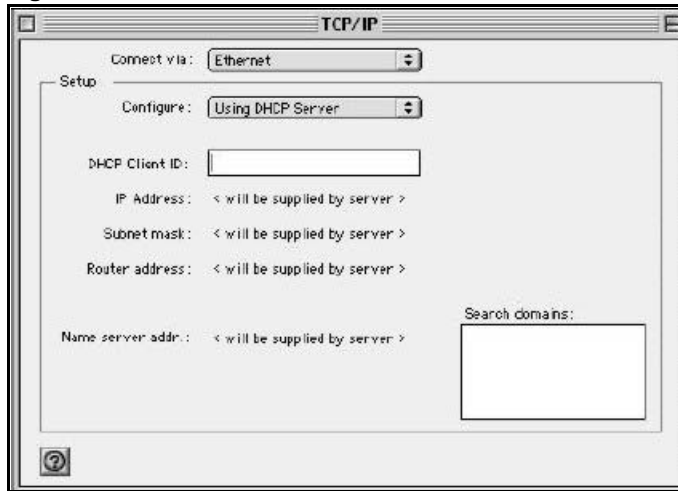 TCP/IP
Connect via: Ethernet
Setup
Configure: Using DHCP Server
DHCP Client ID:
IP Address: < will be supplied by server >
Subnet mask: < will be supplied by server >
Router address: < will be supplied by server >
Search domains:
Name server addr.: < will be supplied by server >
?